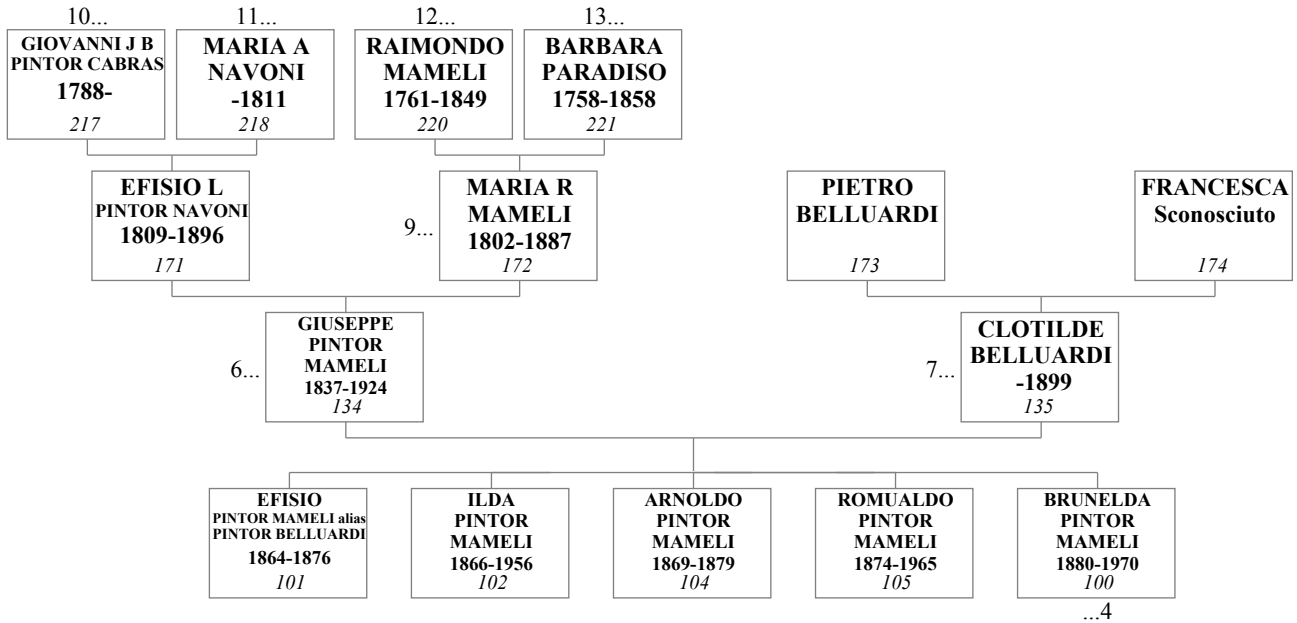 10...
11...
12...
13...
GIOVANNI J B
PINTOR CABRAS
1788-
217
MARIA A
NAVONI
-1811
218
RAIMONDO
MAMELI
1761-1849
220
BARBARA
PARADISO
1758-1858
221
EFISIO L
PINTOR NAVONI
1809-1896
171
9...
MARIA R
MAMELI
1802-1887
172
PIETRO
BELLUARDI
173
FRANCESCA
Sconosciuto
174
6...
GIUSEPPE
PINTOR
MAMELI
1837-1924
134
7...
CLOTILDE
BELLUARDI
-1899
135
EFISIO
PINTOR MAMELI alias
PINTOR BELLUARDI
1864-1876
101
ILDA
PINTOR
MAMELI
1866-1956
102
ARNOLDO
PINTOR
MAMELI
1869-1879
104
ROMUALDO
PINTOR
MAMELI
1874-1965
105
BRUNELDA
PINTOR
MAMELI
1880-1970
100
...4